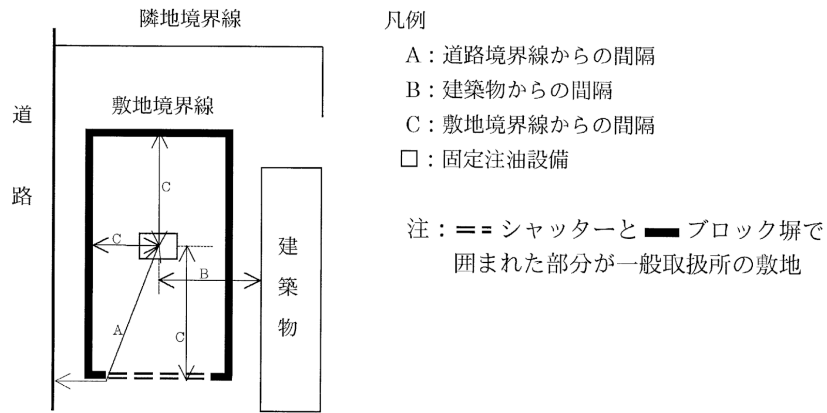 隣地境界線
道路
敷地境界線
C
C
B
A
C
建築物
凡例
A：道路境界線からの間隔
B：建築物からの間隔
C：敷地境界線からの間隔
□：固定注油設備
注：== シャッターと ━ ブロック塀で
囲まれた部分が一般取扱所の敷地